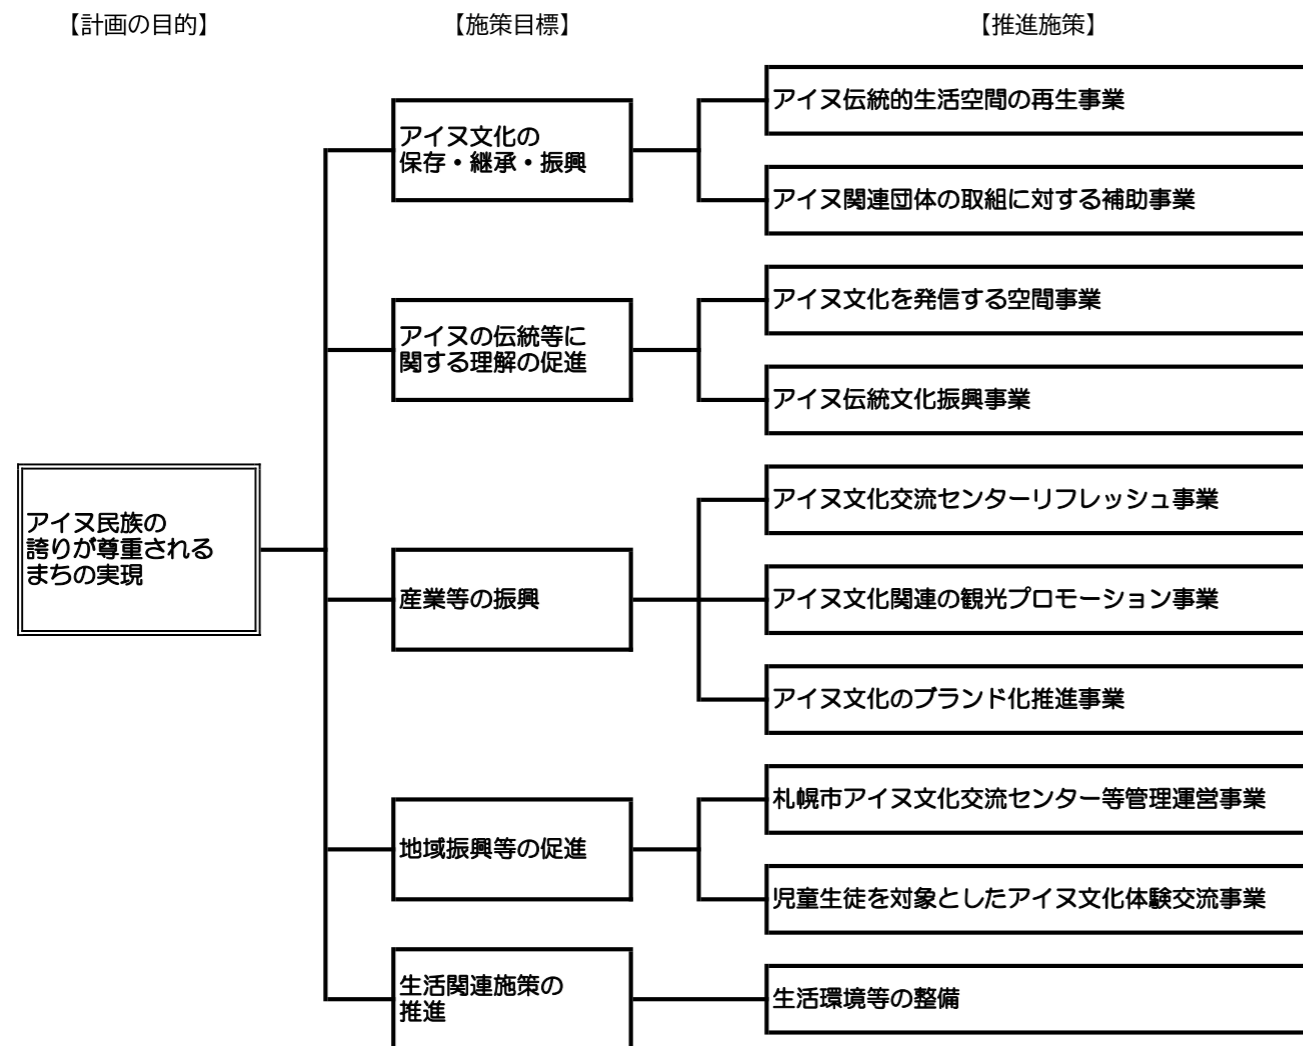 【計画の目的】
【施策目標】
【推進施策】
アイヌ民族の
誇りが尊重される
まちの実現
アイヌ文化の
保存・継承・振興
アイヌ伝統的生活空間の再生事業
アイヌ関連団体の取組に対する補助事業
アイヌの伝統等に
関する理解の促進
アイヌ文化を発信する空間事業
アイヌ伝統文化振興事業
産業等の振興
アイヌ文化交流センターリフレッシュ事業
アイヌ文化関連の観光プロモーション事業
アイヌ文化のブランド化推進事業
地域振興等の促進
札幌市アイヌ文化交流センター等管理運営事業
児童生徒を対象としたアイヌ文化体験交流事業
生活関連施策の
推進
生活環境等の整備